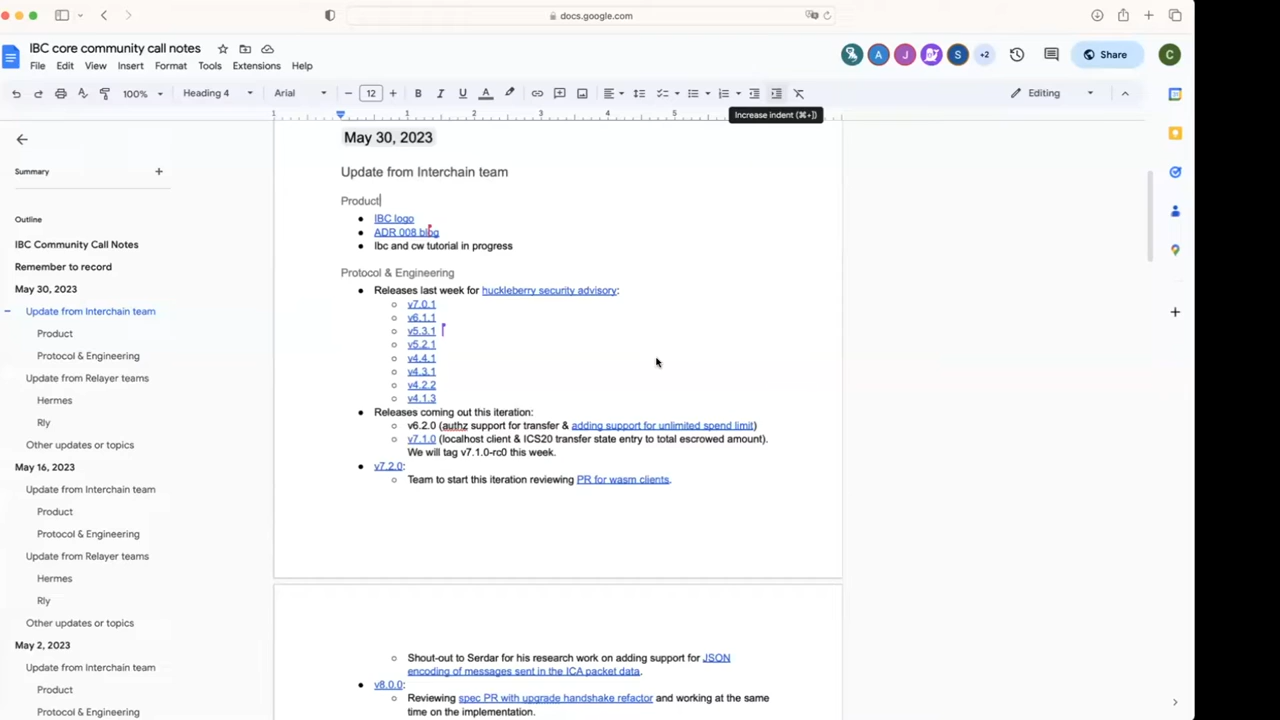 docs.google.com
IBC core community call notes
File Edit View Insert Format Tools Extensions Help
A J S +2 Share C
100% Heading 4 Arial 12 Editing
1 1 2 3 4 5
Increase indent (⌘+])
Summary
Outline
IBC Community Call Notes
Remember to record
May 30, 2023
Update from Interchain team
Product
Protocol & Engineering
Update from Relayer teams
Hermes
Rly
Other updates or topics
May 16, 2023
Update from Interchain team
Product
Protocol & Engineering
Update from Relayer teams
Hermes
Rly
Other updates or topics
May 2, 2023
Update from Interchain team
Product
Protocol & Engineering
May 30, 2023
Update from Interchain team
Product
IBC logo
ADR 008 blog
Ibc and cw tutorial in progress
Protocol & Engineering
Releases last week for huckleberry security advisory:
v7.0.1
v6.1.1
v5.3.1
v5.2.1
v4.4.1
v4.3.1
v4.2.2
v4.1.3
Releases coming out this iteration:
v6.2.0 (authz support for transfer & adding support for unlimited spend limit)
v7.1.0 (localhost client & ICS20 transfer state entry to total escrowed amount).
We will tag v7.1.0-rc0 this week.
v7.2.0:
Team to start this iteration reviewing PR for wasm clients.
Shout-out to Serdar for his research work on adding support for JSON
encoding of messages sent in the ICA packet data.
v8.0.0:
Reviewing spec PR with upgrade handshake refactor and working at the same
time on the implementation.